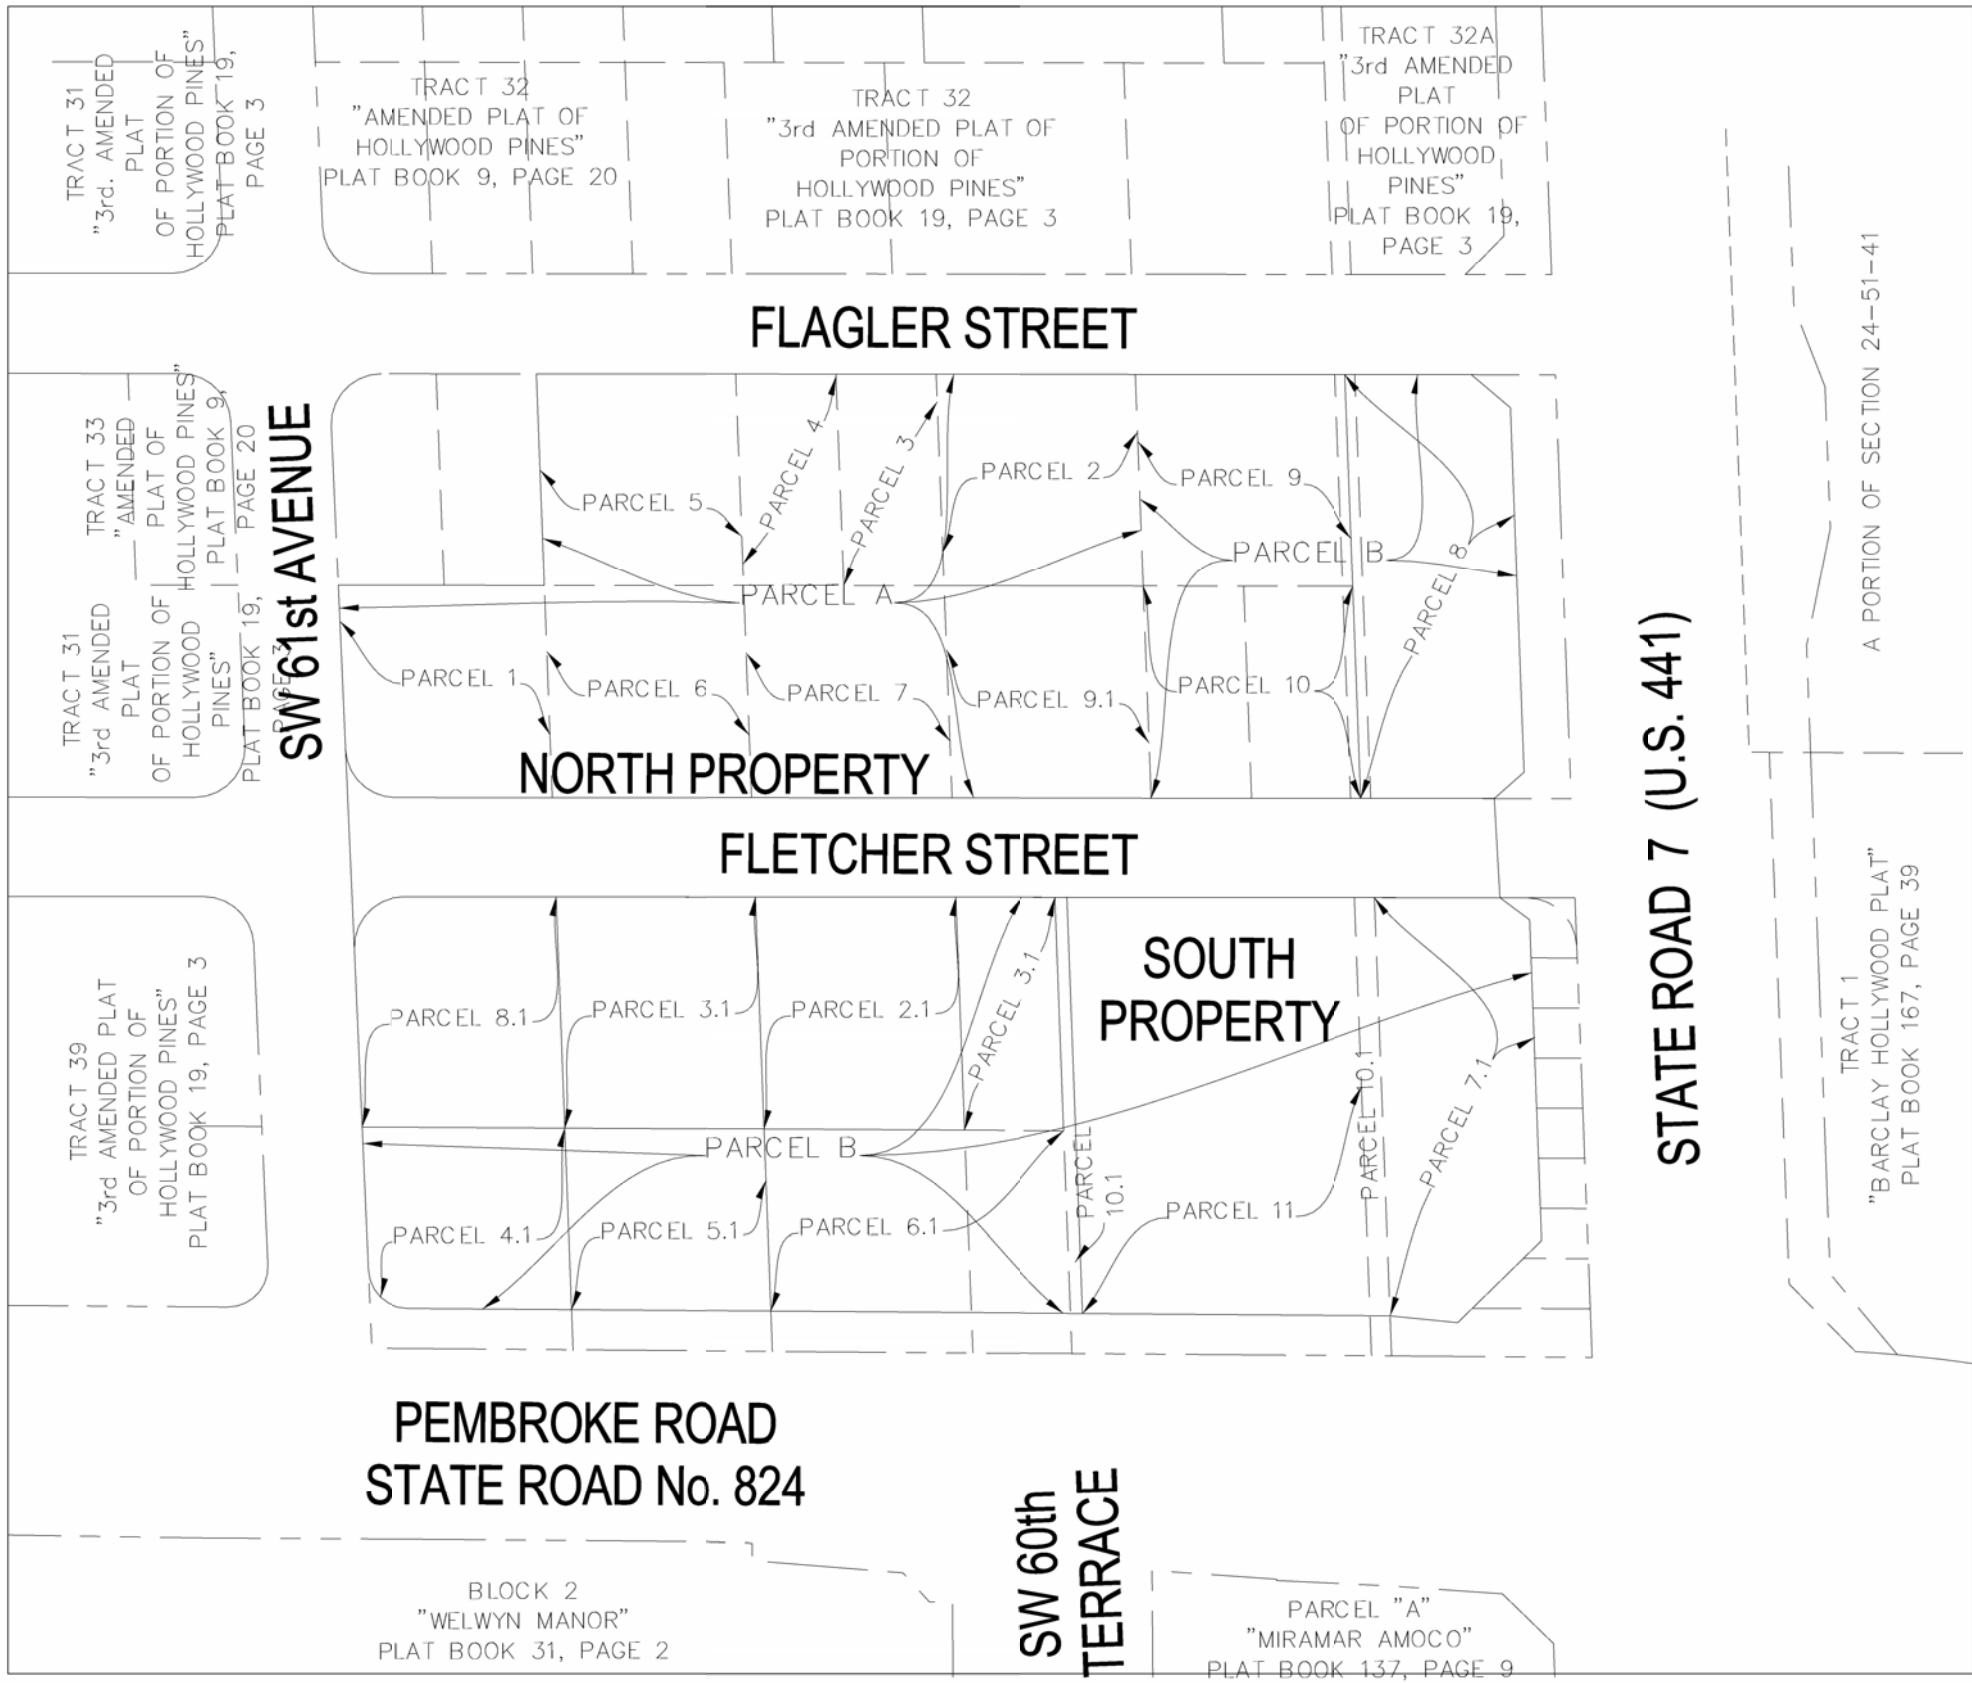 TRACT 31
"3rd. AMENDED
PLAT
OF PORTION OF
HOLLYWOOD PINES"
PLAT BOOK 19,
PAGE 3
TRACT 32
"AMENDED PLAT OF
HOLLYWOOD PINES"
PLAT BOOK 9, PAGE 20
TRACT 32
"3rd AMENDED PLAT OF
PORTION OF
HOLLYWOOD PINES"
PLAT BOOK 19, PAGE 3
TRACT 32A
"3rd AMENDED
PLAT
OF PORTION OF
HOLLYWOOD
PINES"
PLAT BOOK 19,
PAGE 3
FLAGLER STREET
TRACT 33
"AMENDED
PLAT OF
HOLLYWOOD PINES"
PLAT BOOK 9,
PAGE 20
SW 61st AVENUE
PARCEL 5
PARCEL 4
PARCEL 3
PARCEL 2
PARCEL 9
PARCEL B
PARCEL 8
PARCEL A
PARCEL
PARCEL 1
PARCEL 6
PARCEL 7
PARCEL 9.1
PARCEL 10
NORTH PROPERTY
TRACT 31
"3rd AMENDED
PLAT
OF PORTION OF
HOLLYWOOD
PINES"
PLAT BOOK 19,
PAGE 3
A PORTION OF SECTION 24-51-41
STATE ROAD 7 (U.S. 441)
FLETCHER STREET
SOUTH
PROPERTY
PARCEL 8.1
PARCEL 3.1
PARCEL 2.1
PARCEL 3.1
PARCEL 10.1
PARCEL 7.1
PARCEL B
PARCEL
10.1
PARCEL 4.1
PARCEL 5.1
PARCEL 6.1
PARCEL 11
TRACT 39
"3rd AMENDED PLAT
OF PORTION OF
HOLLYWOOD PINES"
PLAT BOOK 19, PAGE 3
TRACT 1
"BARCLAY HOLLYWOOD PLAT"
PLAT BOOK 167, PAGE 39
PEMBROKE ROAD
STATE ROAD No. 824
SW 60th
TERRACE
BLOCK 2
"WELWYN MANOR"
PLAT BOOK 31, PAGE 2
PARCEL "A"
"MIRAMAR AMOCO"
PLAT BOOK 137, PAGE 9